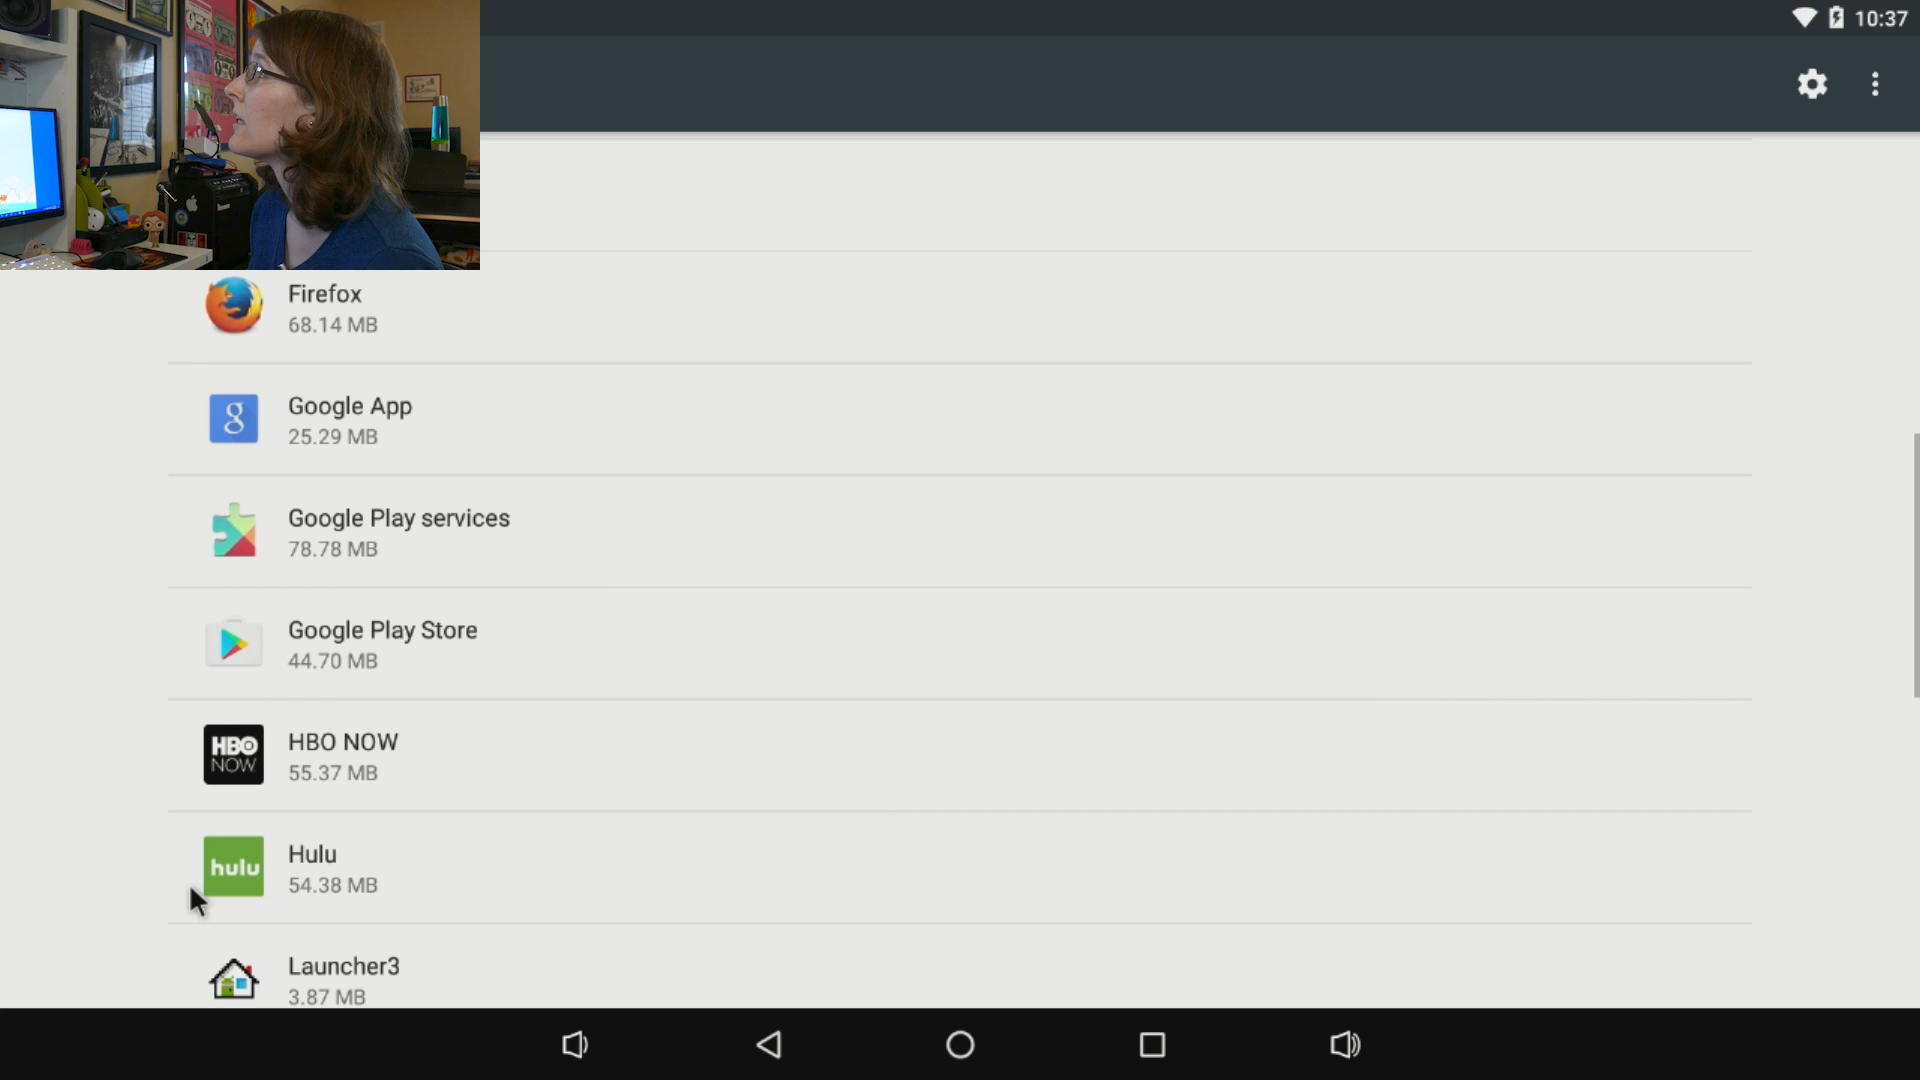 10:37
Firefox
68.14 MB
g
Google App
25.29 MB
Google Play services
78.78 MB
Google Play Store
44.70 MB
HBO
NOW
HBO NOW
55.37 MB
hulu
Hulu
54.38 MB
Launcher3
3.87 MB